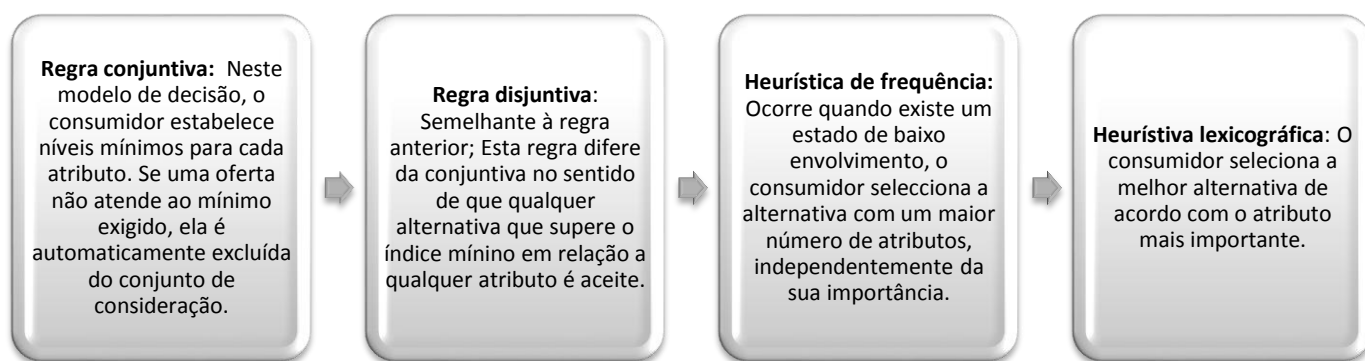 Regra conjuntiva: Neste
modelo de decisão, o
consumidor estabelece
níveis mínimos para cada
atributo. Se uma oferta
não atende ao mínimo
exigido, ela é
automaticamente excluída
do conjunto de
consideração.
Regra disjuntiva:
Semelhante à regra
anterior; Esta regra difere
da conjuntiva no sentido
de que qualquer
alternativa que supere o
índice mínino em relação a
qualquer atributo é aceite.
Heurística de frequência:
Ocorre quando existe um
estado de baixo
envolvimento, o
consumidor selecciona a
alternativa com um maior
número de atributos,
independentemente da
sua importância.
Heurístiva lexicográfica: O
consumidor seleciona a
melhor alternativa de
acordo com o atributo
mais importante.